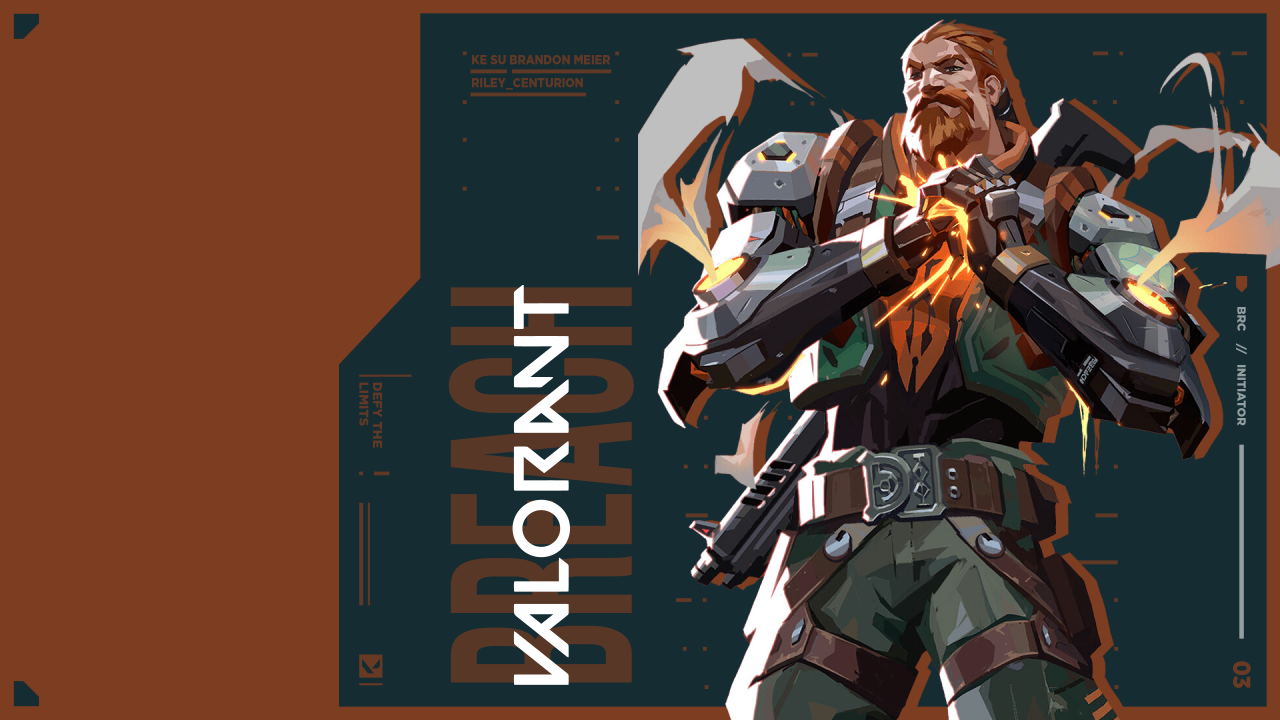 KE SU BRANDON MEIER
RILEY_CENTURION
DEFY THE
LIMITS
BREACH
VALORANT
BRC // INITIATOR
03